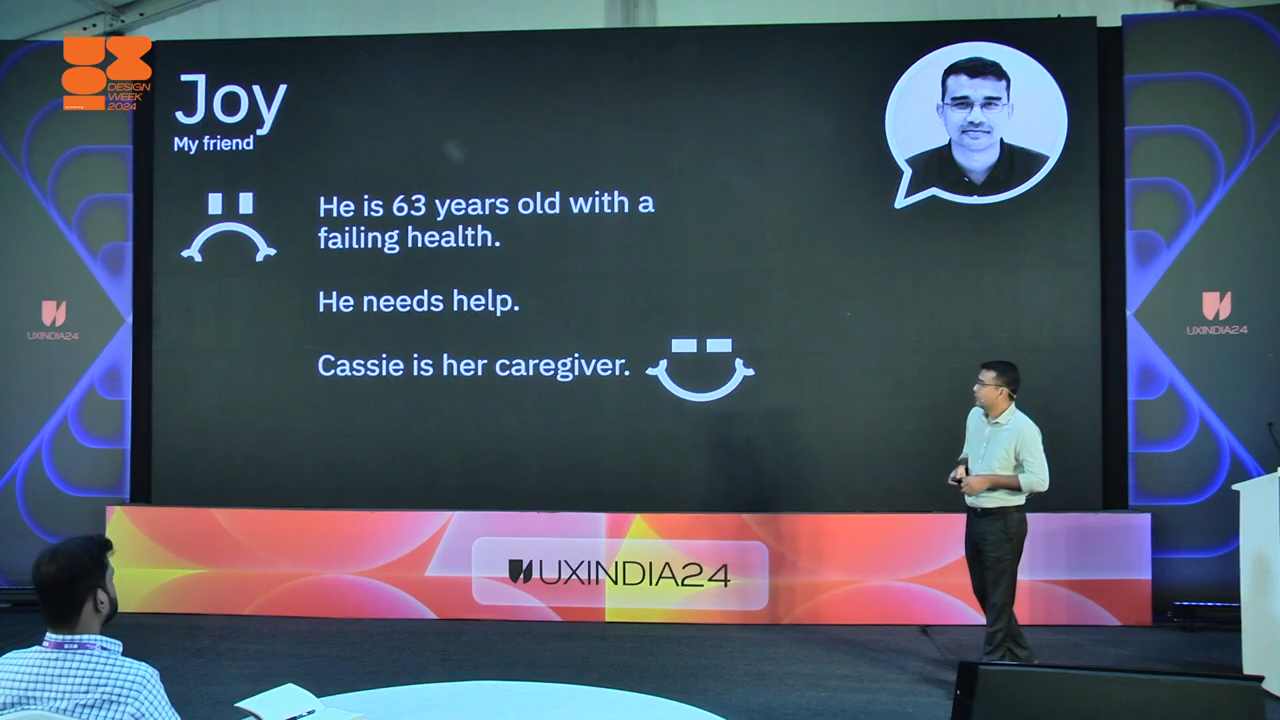 DESIGN
WEEK
2024
Joy
My friend
He is 63 years old with a
failing health.
He needs help.
Cassie is her caregiver.
UXINDIA24
UXINDIA24
UXINDIA24